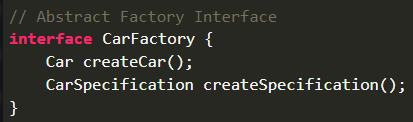 // Abstract Factory Interface
interface CarFactory {
    Car createCar();
    CarSpecification createSpecification();
}